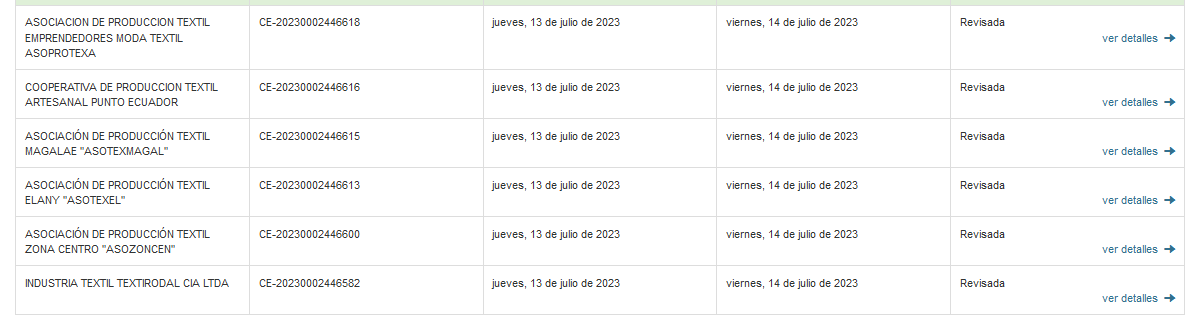 ASOCIACION DE PRODUCCION TEXTIL
EMPRENDEDORES MODA TEXTIL
ASOPROTEXA
CE-20230002446618
jueves, 13 de julio de 2023
viernes, 14 de julio de 2023
Revisada
ver detalles
COOPERATIVA DE PRODUCCION TEXTIL
ARTESANAL PUNTO ECUADOR
CE-20230002446616
jueves, 13 de julio de 2023
viernes, 14 de julio de 2023
Revisada
ver detalles
ASOCIACIÓN DE PRODUCCIÓN TEXTIL
MAGALAE "ASOTEXMAGAL"
CE-20230002446615
jueves, 13 de julio de 2023
viernes, 14 de julio de 2023
Revisada
ver detalles
ASOCIACIÓN DE PRODUCCIÓN TEXTIL
ELANY "ASOTEXEL"
CE-20230002446613
jueves, 13 de julio de 2023
viernes, 14 de julio de 2023
Revisada
ver detalles
ASOCIACIÓN DE PRODUCCIÓN TEXTIL
ZONA CENTRO "ASOZONCEN"
CE-20230002446600
jueves, 13 de julio de 2023
viernes, 14 de julio de 2023
Revisada
ver detalles
INDUSTRIA TEXTIL TEXTIRODAL CIA LTDA
CE-20230002446582
jueves, 13 de julio de 2023
viernes, 14 de julio de 2023
Revisada
ver detalles